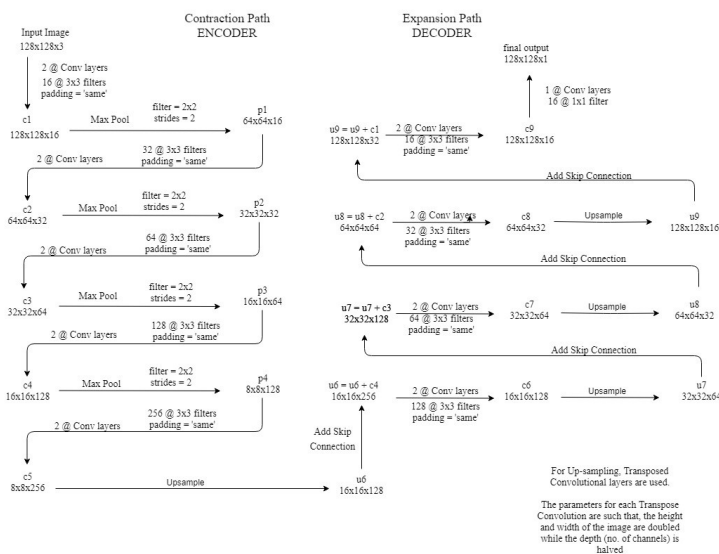 Contraction Path
ENCODER
Input Image
128x128x3
2 @ Conv layers
16 @ 3x3 filters
padding = 'same'
c1
128x128x16
Max Pool
filter = 2x2
strides = 2
p1
64x64x16
2 @ Conv layers
32 @ 3x3 filters
padding = 'same'
c2
64x64x32
Max Pool
filter = 2x2
strides = 2
p2
32x32x32
2 @ Conv layers
64 @ 3x3 filters
padding = 'same'
c3
32x32x64
Max Pool
filter = 2x2
strides = 2
p3
16x16x64
2 @ Conv layers
128 @ 3x3 filters
padding = 'same'
c4
16x16x128
Max Pool
filter = 2x2
strides = 2
p4
8x8x128
2 @ Conv layers
256 @ 3x3 filters
padding = 'same'
c5
8x8x256
Upsample
u6
16x16x128
Add Skip
Connection
Expansion Path
DECODER
final output
128x128x1
1 @ Conv layers
16 @ 1x1 filter
u9 = u9 + c1
128x128x32
2 @ Conv layers
16 @ 3x3 filters
padding = 'same'
c9
128x128x16
Add Skip Connection
u8 = u8 + c2
64x64x64
2 @ Conv layers
32 @ 3x3 filters
padding = 'same'
c8
64x64x32
Upsample
u9
128x128x16
Add Skip Connection
u7 = u7 + c3
32x32x128
2 @ Conv layers
64 @ 3x3 filters
padding = 'same'
c7
32x32x64
Upsample
u8
64x64x32
Add Skip Connection
u6 = u6 + c4
16x16x256
2 @ Conv layers
128 @ 3x3 filters
padding = 'same'
c6
16x16x128
Upsample
u7
32x32x64
For Up-sampling, Transposed
Convolutional layers are used.
The parameters for each Transpose
Convolution are such that, the height
and width of the image are doubled
while the depth (no. of channels) is
halved